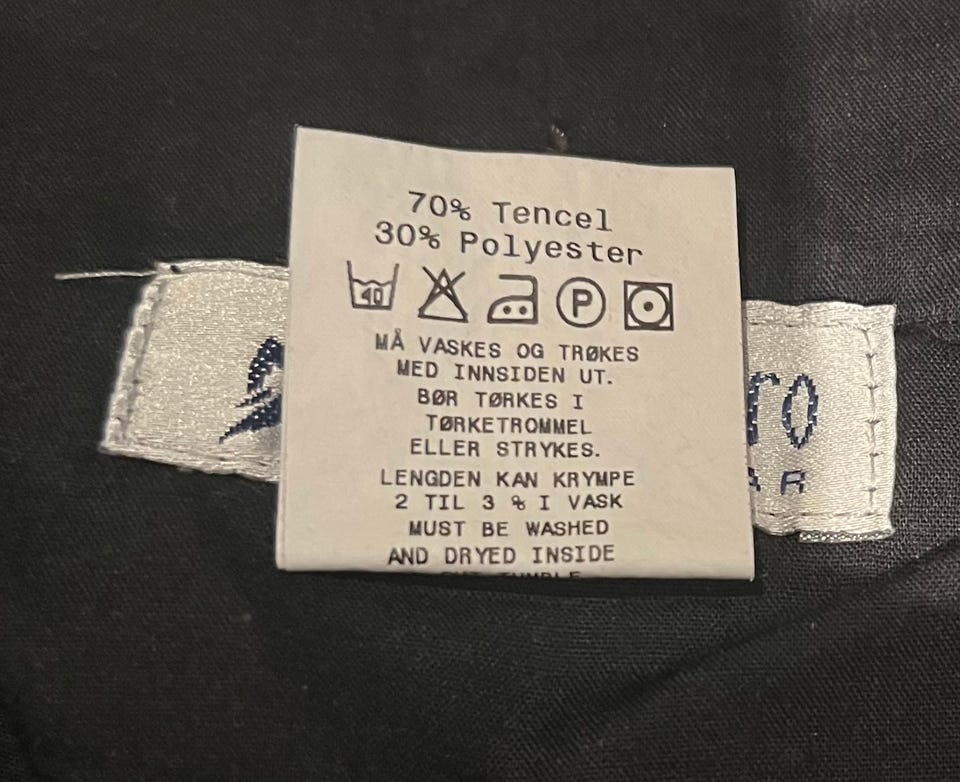 70% Tencel
30% Polyester
40 P
MÅ VASKES OG TRØKES
MED INNSIDEN UT.
BØR TØRKES I
TØRKETROMMEL
ELLER STRYKES.
LENGDEN KAN KRYMPE
2 TIL 3 % I VASK
MUST BE WASHED
AND DRYED INSIDE